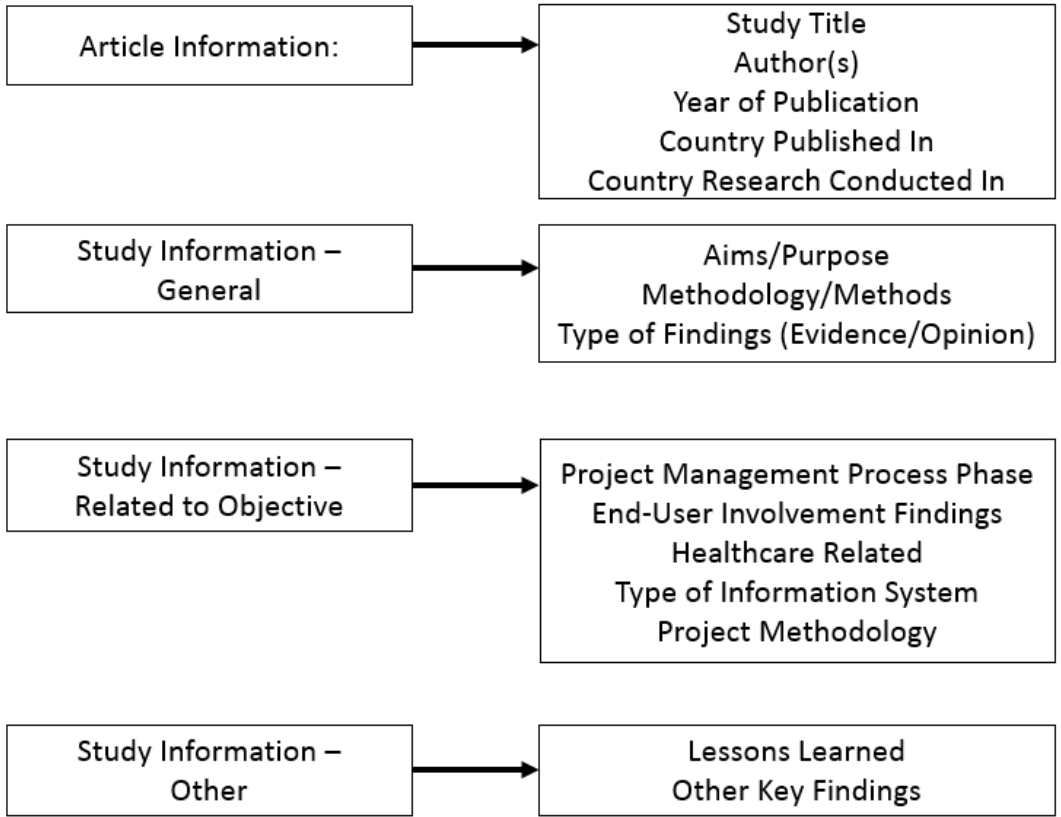 Article Information:
Study Title
Author(s)
Year of Publication
Country Published In
Country Research Conducted In
Study Information –
General
Aims/Purpose
Methodology/Methods
Type of Findings (Evidence/Opinion)
Study Information –
Related to Objective
Project Management Process Phase
End-User Involvement Findings
Healthcare Related
Type of Information System
Project Methodology
Study Information –
Other
Lessons Learned
Other Key Findings